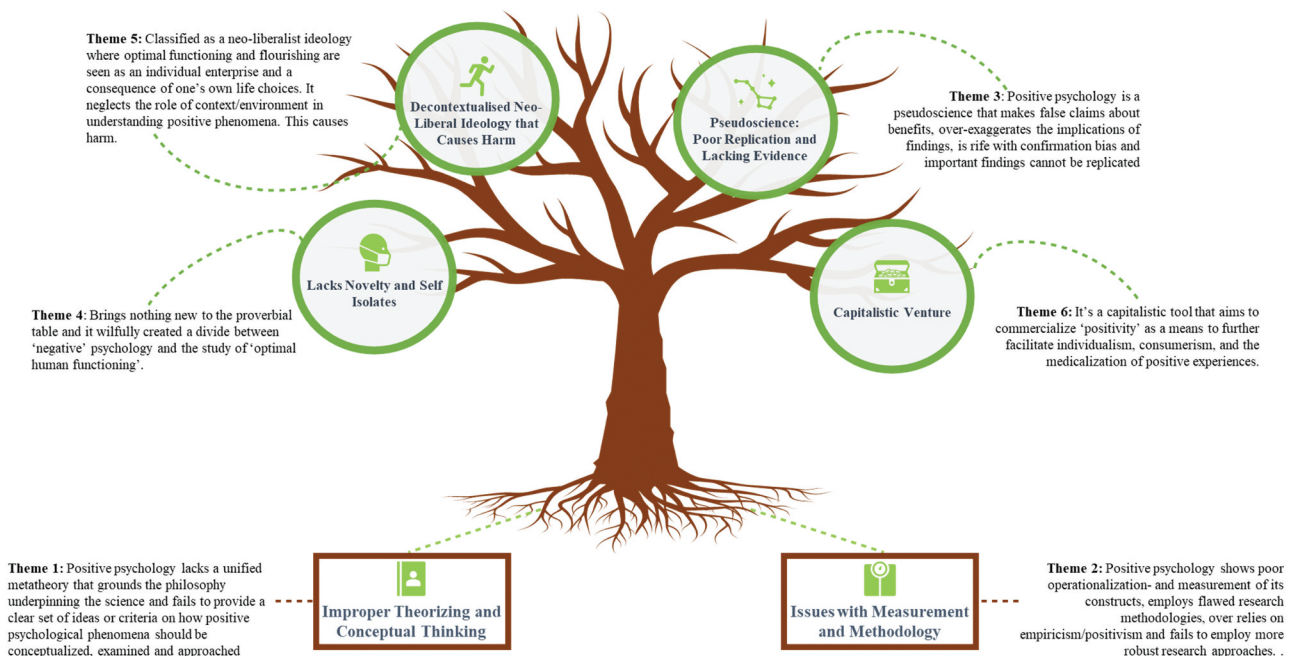 Theme 5: Classified as a neo-liberalist ideology
where optimal functioning and flourishing are
seen as an individual enterprise and a
consequence of one's own life choices. It
neglects the role of context/environment in
understanding positive phenomena. This causes
harm.
Decontextualised Neo-
Liberal Ideology that
Causes Harm
Pseudoscience:
Poor Replication and
Lacking Evidence
Theme 3: Positive psychology is a
pseudoscience that makes false claims about
benefits, over-exaggerates the implications of
findings, is rife with confirmation bias and
important findings cannot be replicated
Theme 4: Brings nothing new to the proverbial
table and it wilfully created a divide between
'negative' psychology and the study of 'optimal
human functioning'.
Lacks Novelty and Self
Isolates
Capitalistic Venture
Theme 6: It's a capitalistic tool that aims to
commercialize 'positivity' as a means to further
facilitate individualism, consumerism, and the
medicalization of positive experiences.
Theme 1: Positive psychology lacks a unified
metatheory that grounds the philosophy
underpinning the science and fails to provide a
clear set of ideas or criteria on how positive
psychological phenomena should be
conceptualized, examined and approached
Improper Theorizing and
Conceptual Thinking
Issues with Measurement
and Methodology
Theme 2: Positive psychology shows poor
operationalization- and measurement of its
constructs, employs flawed research
methodologies, over relies on
empiricism/positivism and fails to employ more
robust research approaches. .